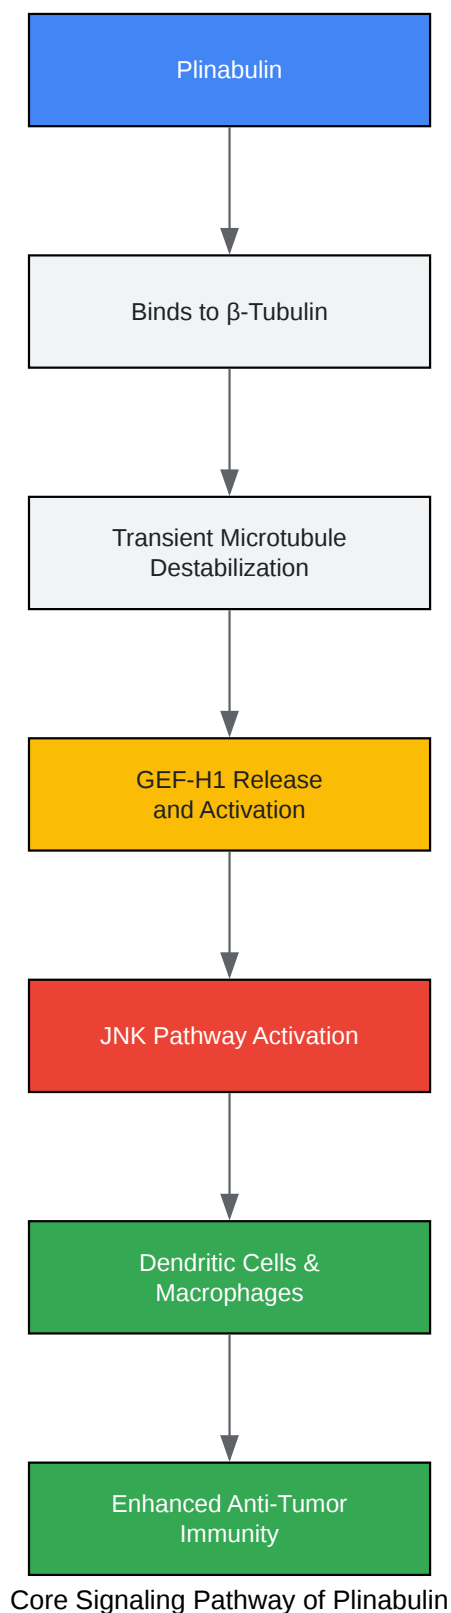 Plinabulin
Binds to β-Tubulin
Transient Microtubule
Destabilization
GEF-H1 Release
and Activation
JNK Pathway Activation
Dendritic Cells &
Macrophages
Enhanced Anti-Tumor
Immunity
Core Signaling Pathway of Plinabulin